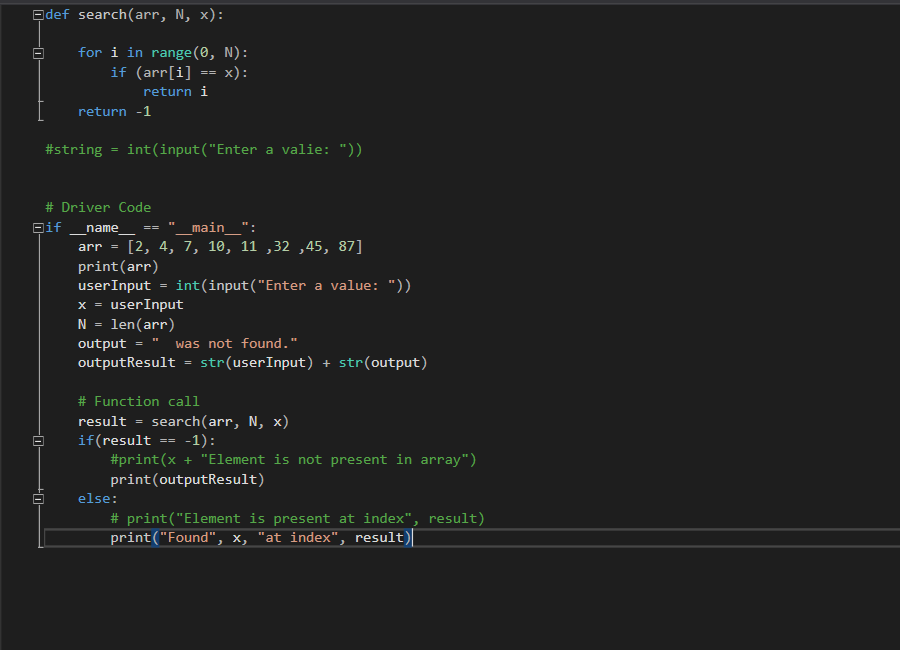 def search(arr, N, x):
    for i in range(0, N):
        if (arr[i] == x):
            return i
    return -1
#string = int(input("Enter a valie: "))
# Driver Code
if __name__ == "__main__":
    arr = [2, 4, 7, 10, 11 ,32 ,45, 87]
    print(arr)
    userInput = int(input("Enter a value: "))
    x = userInput
    N = len(arr)
    output = "  was not found."
    outputResult = str(userInput) + str(output)
    # Function call
    result = search(arr, N, x)
    if(result == -1):
        #print(x + "Element is not present in array")
        print(outputResult)
    else:
        # print("Element is present at index", result)
        print("Found", x, "at index", result)